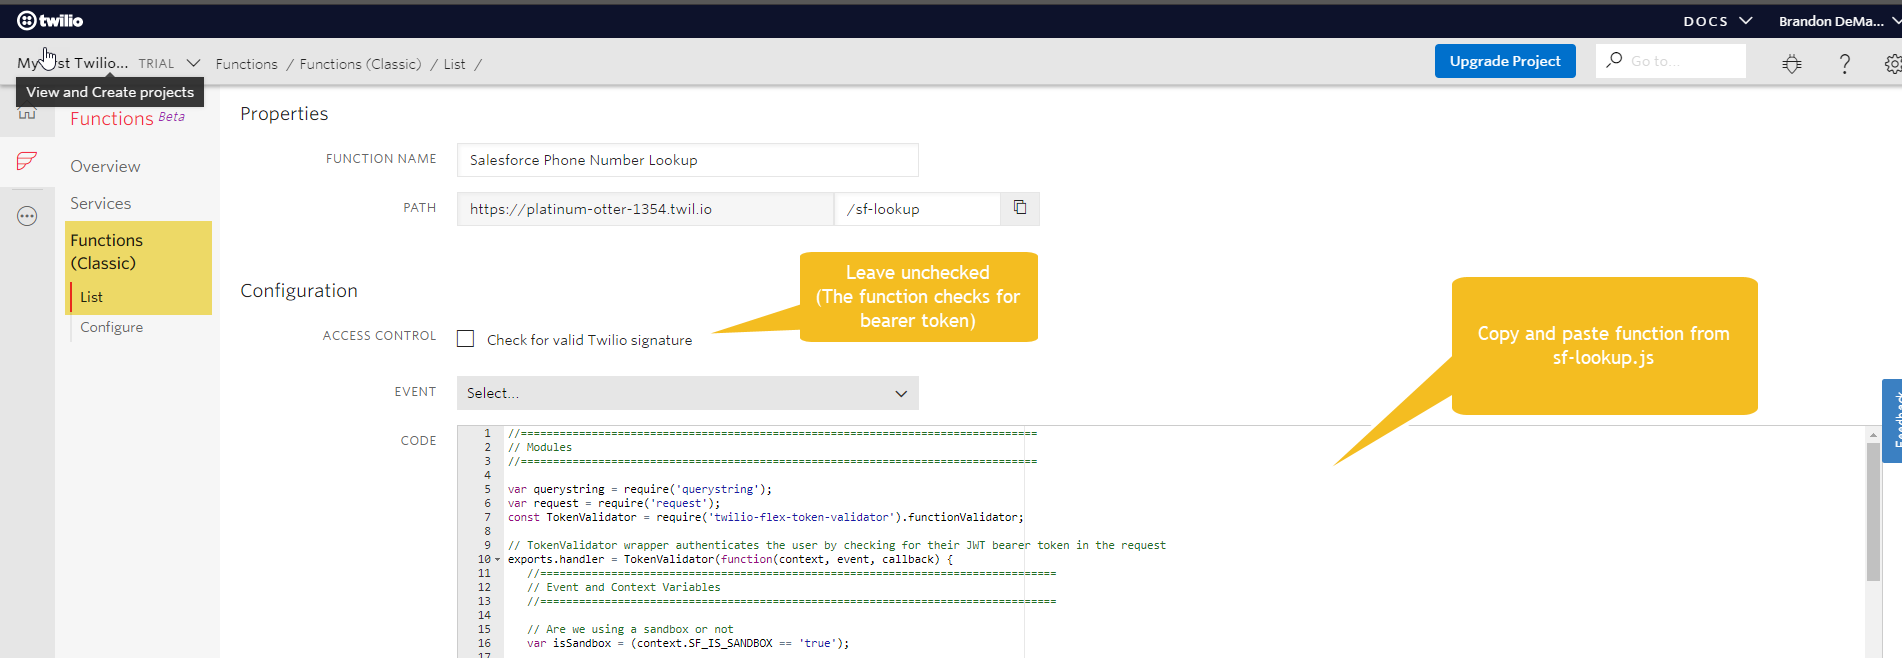 twilio
DOCS
Brandon DeMa...
My st Twilio... TRIAL
Functions / Functions (Classic) / List /
Upgrade Project
Go to...
?
View and Create projects
Functions Beta
Overview
Services
Functions
(Classic)
List
Configure
Properties
FUNCTION NAME
Salesforce Phone Number Lookup
PATH
https://platinum-otter-1354.twil.io
/sf-lookup
Configuration
ACCESS CONTROL
Check for valid Twilio signature
Leave unchecked
(The function checks for
bearer token)
Copy and paste function from
sf-lookup.js
EVENT
Select...
CODE
1 //================================================================================
2 // Modules
3 //================================================================================
4
5 var querystring = require('querystring');
6 var request = require('request');
7 const TokenValidator = require('twilio-flex-token-validator').functionValidator;
8
9 // TokenValidator wrapper authenticates the user by checking for their JWT bearer token in the request
10 exports.handler = TokenValidator(function(context, event, callback) {
11 //================================================================================
12 // Event and Context Variables
13 //================================================================================
14
15 // Are we using a sandbox or not
16 var isSandbox = (context.SF_IS_SANDBOX == 'true');
17
Feedback